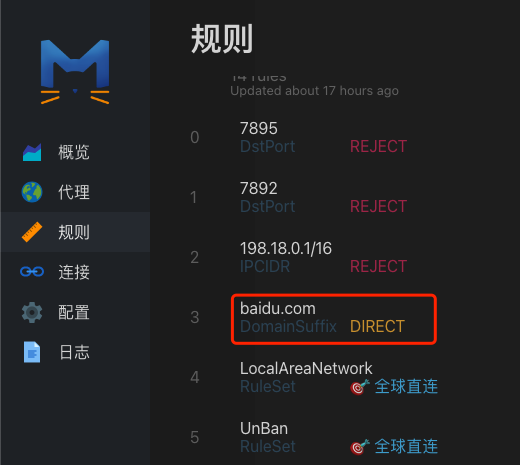 规则
14 rules
Updated about 17 hours ago
概览
代理
规则
连接
配置
日志
0
7895
DstPort REJECT
1
7892
DstPort REJECT
2
198.18.0.1/16
IPCIDR REJECT
3
baidu.com
DomainSuffix DIRECT
4
LocalAreaNetwork
RuleSet 🎯 全球直连
5
UnBan
RuleSet 🎯 全球直连